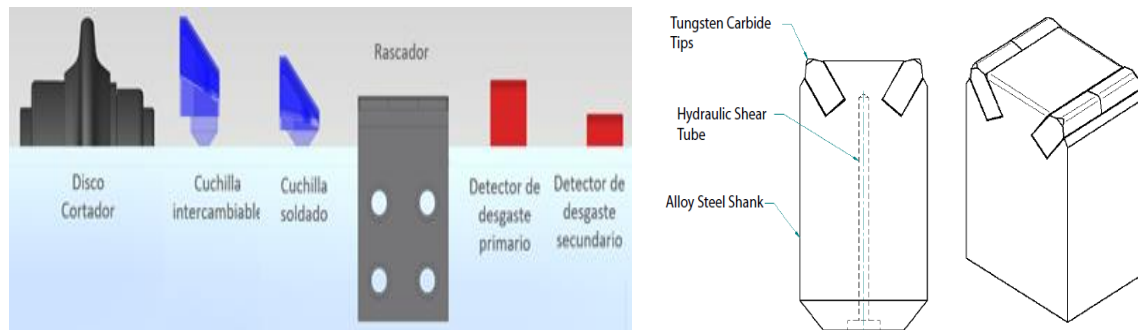 Rascador
Disco
Cortador
Cuchilla
intercambiable
Cuchilla
soldado
Detector de
desgaste
primario
Detector de
desgaste
secundario
Tungsten Carbide
Tips
Hydraulic Shear
Tube
Alloy Steel Shank